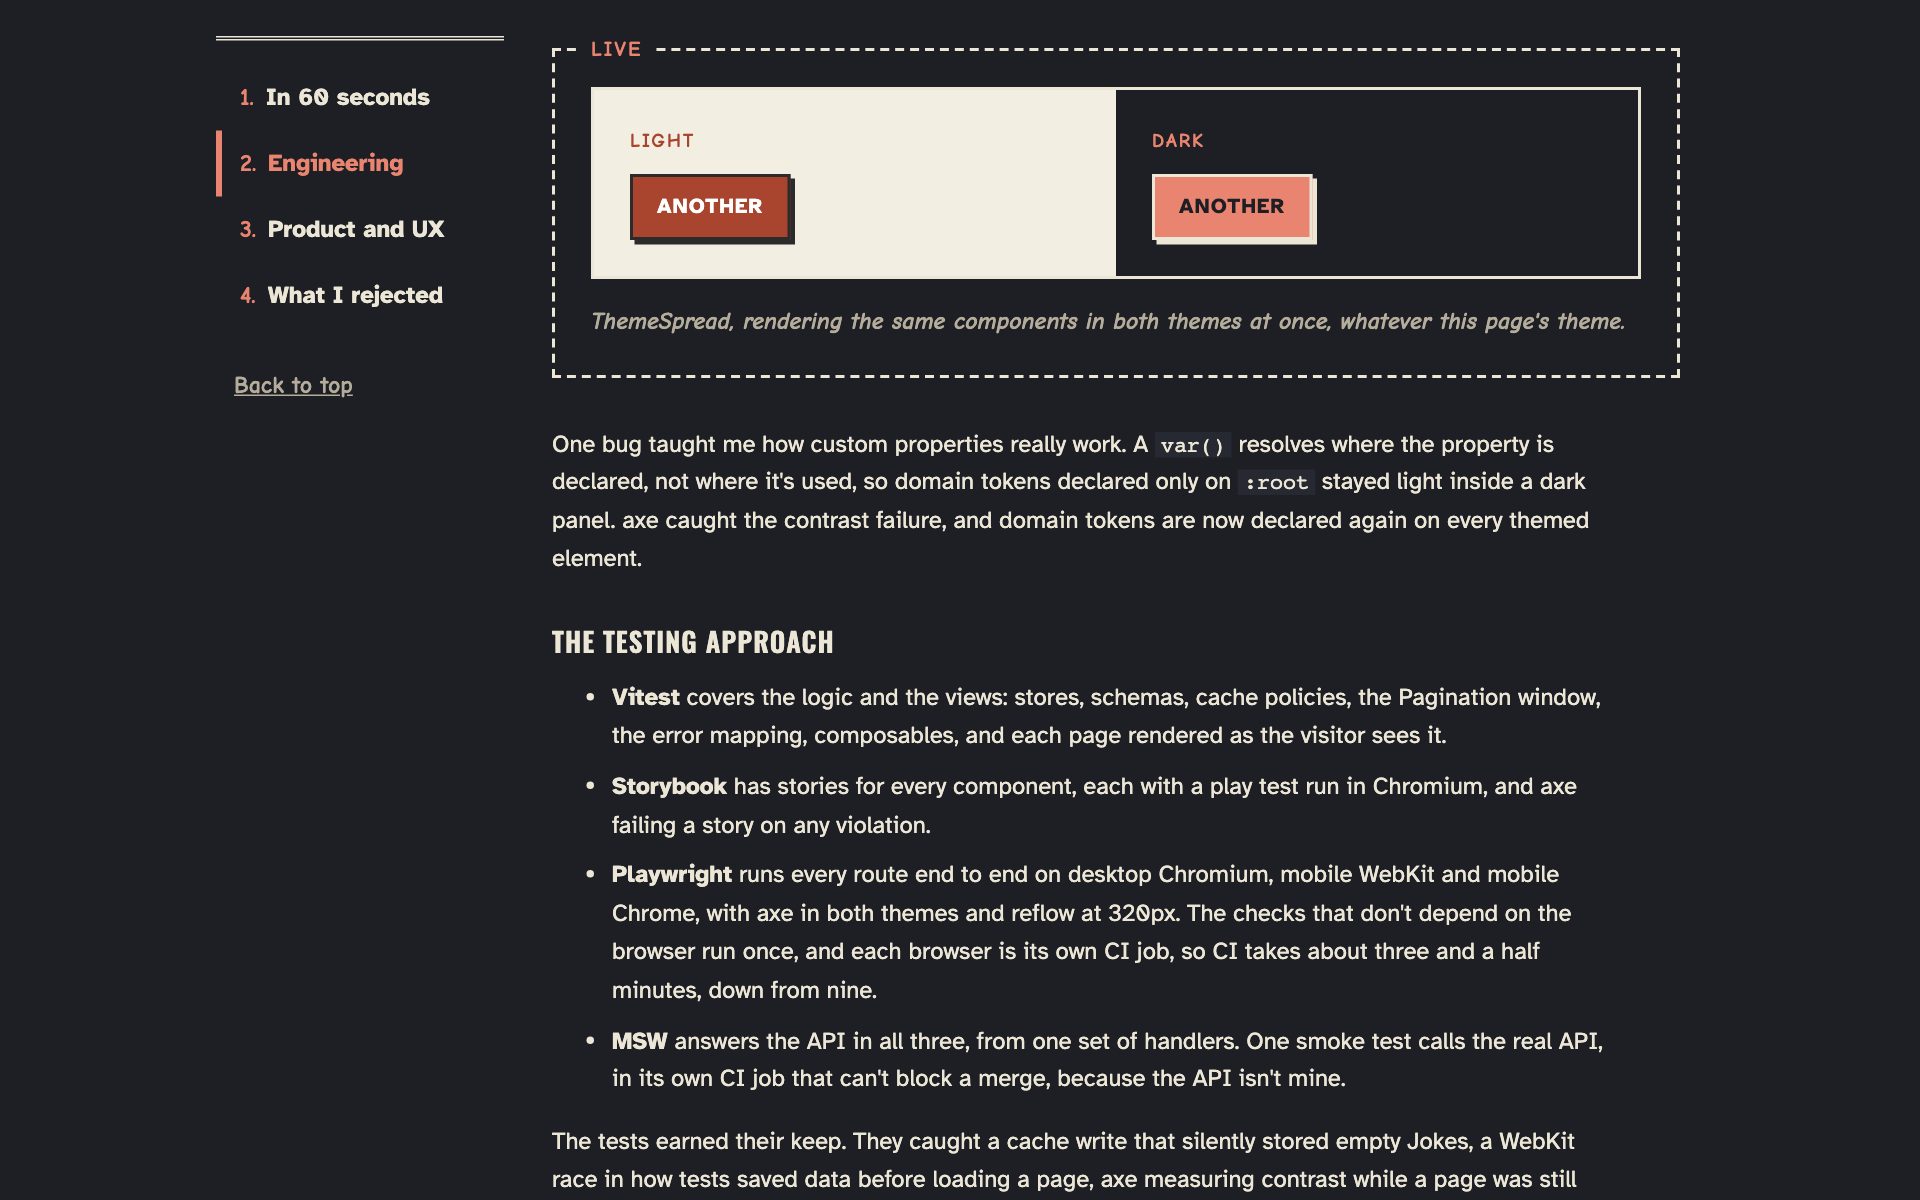 1. In 60 seconds
2. Engineering
3. Product and UX
4. What I rejected
Back to top
LIVE
LIGHT
ANOTHER
DARK
ANOTHER
ThemeSpread, rendering the same components in both themes at once, whatever this page's theme.
One bug taught me how custom properties really work. A var() resolves where the property is
declared, not where it's used, so domain tokens declared only on :root stayed light inside a dark
panel. axe caught the contrast failure, and domain tokens are now declared again on every themed
element.
THE TESTING APPROACH
• Vitest covers the logic and the views: stores, schemas, cache policies, the Pagination window,
the error mapping, composables, and each page rendered as the visitor sees it.
• Storybook has stories for every component, each with a play test run in Chromium, and axe
failing a story on any violation.
• Playwright runs every route end to end on desktop Chromium, mobile WebKit and mobile
Chrome, with axe in both themes and reflow at 320px. The checks that don't depend on the
browser run once, and each browser is its own CI job, so CI takes about three and a half
minutes, down from nine.
• MSW answers the API in all three, from one set of handlers. One smoke test calls the real API,
in its own CI job that can't block a merge, because the API isn't mine.
The tests earned their keep. They caught a cache write that silently stored empty Jokes, a WebKit
race in how tests saved data before loading a page, axe measuring contrast while a page was still